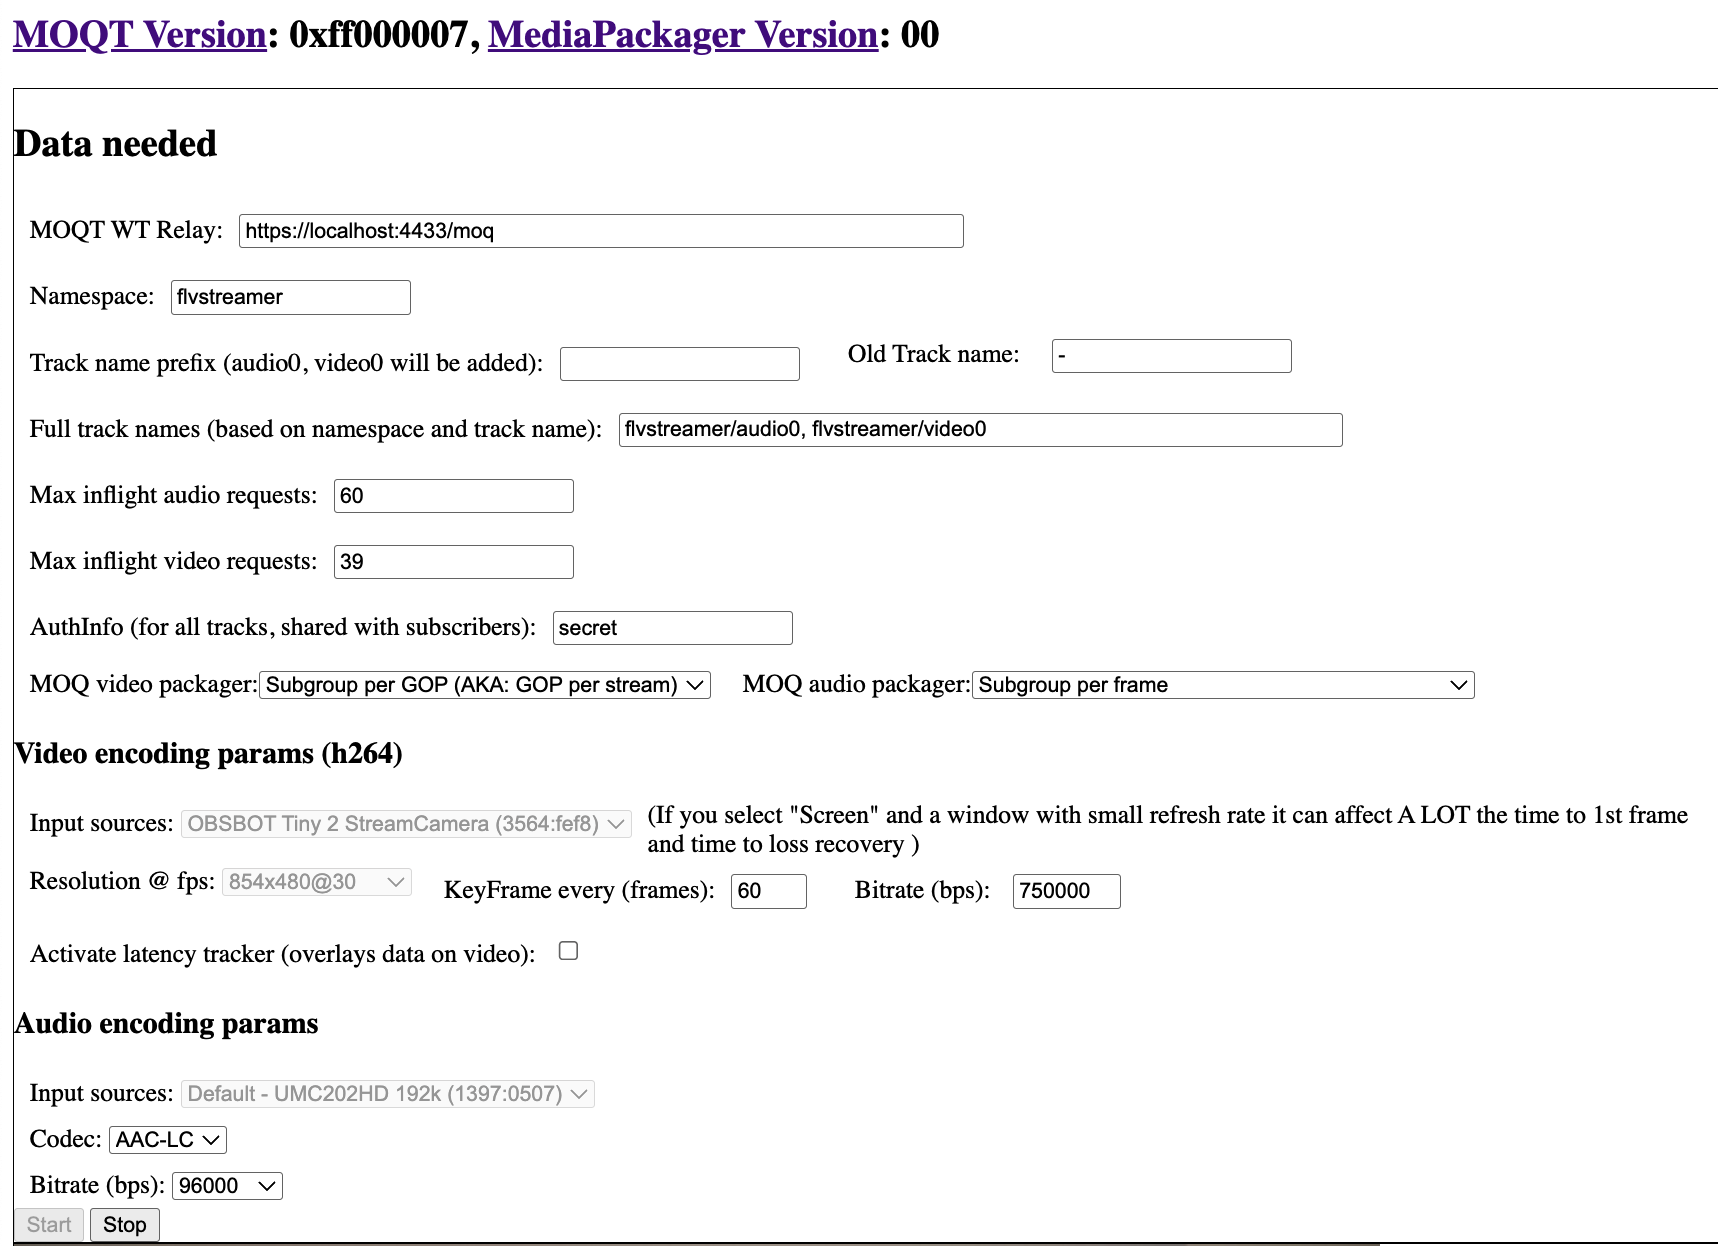 MOQT Version: 0xff000007, MediaPackager Version: 00
Data needed
MOQT WT Relay: https://localhost:4433/moq
Namespace: flvstreamer
Track name prefix (audio0, video0 will be added): Old Track name: -
Full track names (based on namespace and track name): flvstreamer/audio0, flvstreamer/video0
Max inflight audio requests: 60
Max inflight video requests: 39
AuthInfo (for all tracks, shared with subscribers): secret
MOQ video packager: Subgroup per GOP (AKA: GOP per stream) MOQ audio packager: Subgroup per frame
Video encoding params (h264)
Input sources: OBSBOT Tiny 2 StreamCamera (3564:fef8) (If you select "Screen" and a window with small refresh rate it can affect A LOT the time to 1st frame
and time to loss recovery )
Resolution @ fps: 854x480@30 KeyFrame every (frames): 60 Bitrate (bps): 750000
Activate latency tracker (overlays data on video):
Audio encoding params
Input sources: Default - UMC202HD 192k (1397:0507)
Codec: AAC-LC
Bitrate (bps): 96000
Start Stop